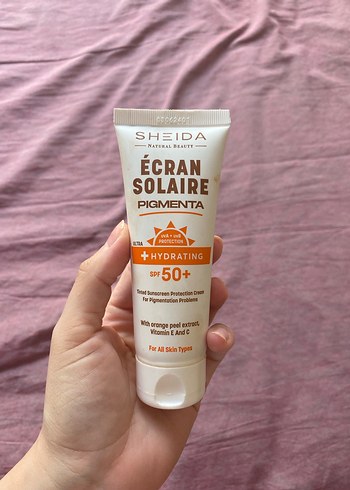 SHEIDA
NATURAL BEAUTY
ÉCRAN
SOLAIRE
PIGMENTA
UVA + UVB
PROTECTION
ULTRA
+ HYDRATING
SPF 50+
Tinted Sunscreen Protection Cream
For Pigmentation Problems
With orange peel extract,
Vitamin E And C
For All Skin Types